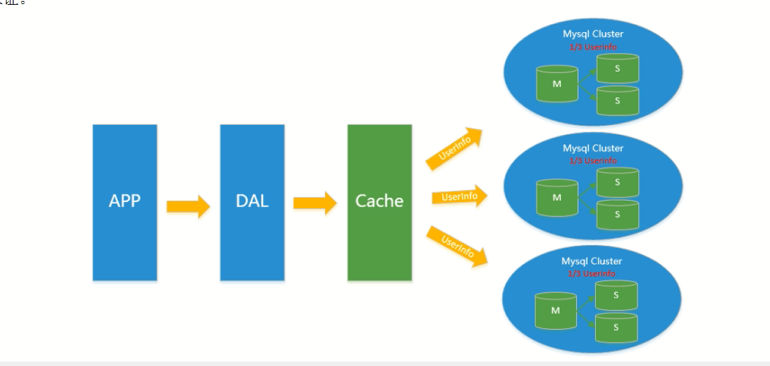 APP
DAL
Cache
UserInfo
UserInfo
UserInfo
Mysql Cluster
1/3 Userinfo
M
S
S
Mysql Cluster
1/3 Userinfo
M
S
S
Mysql Cluster
1/3 Userinfo
M
S
S